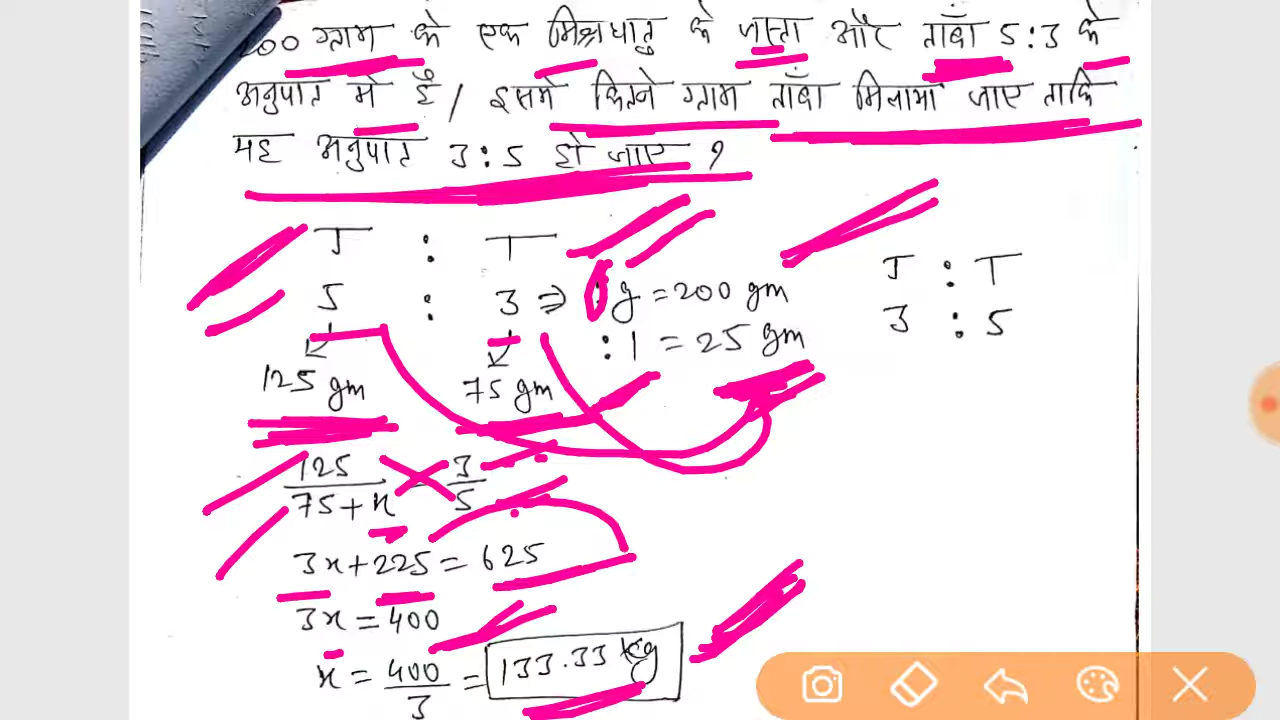 200 ग्राम के एक मिश्रधातु के जास्ता और ताँबा 5:3 के
अनुपात में है / इसमें कितने ग्राम ताँबा मिलाया जाए ताकि
यह अनुपात 3:5 हो जाए ?
J : T
5 : 3 => 8 = 200 gm
: 1 = 25 gm
125 gm 75 gm
J : T
3 : 5
125/75+x = 3/5
3x+225 = 625
3x = 400
x = 400/3 = 133.33 kg